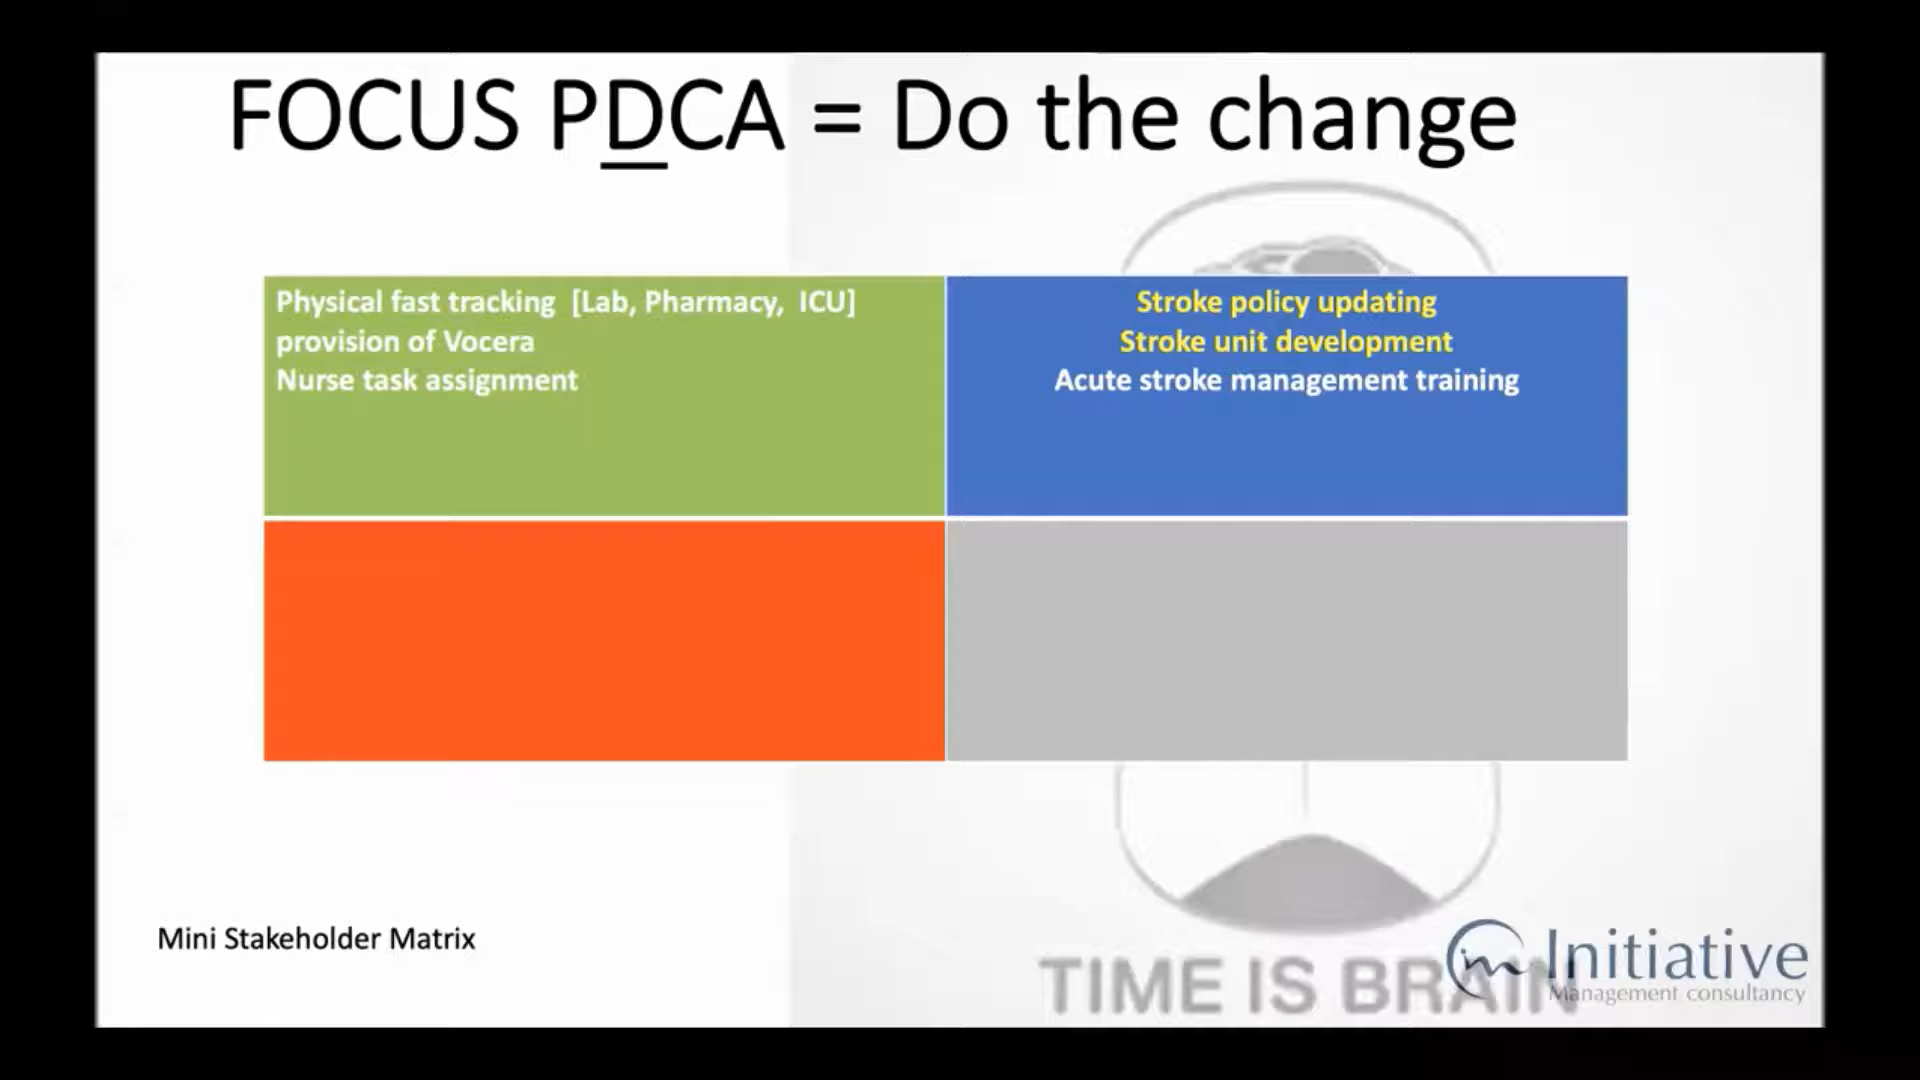 FOCUS PDCA = Do the change
Physical fast tracking [Lab, Pharmacy, ICU]
provision of Vocera
Nurse task assignment
Stroke policy updating
Stroke unit development
Acute stroke management training
Mini Stakeholder Matrix
TIME IS BRAIN
Initiative
Management consultancy